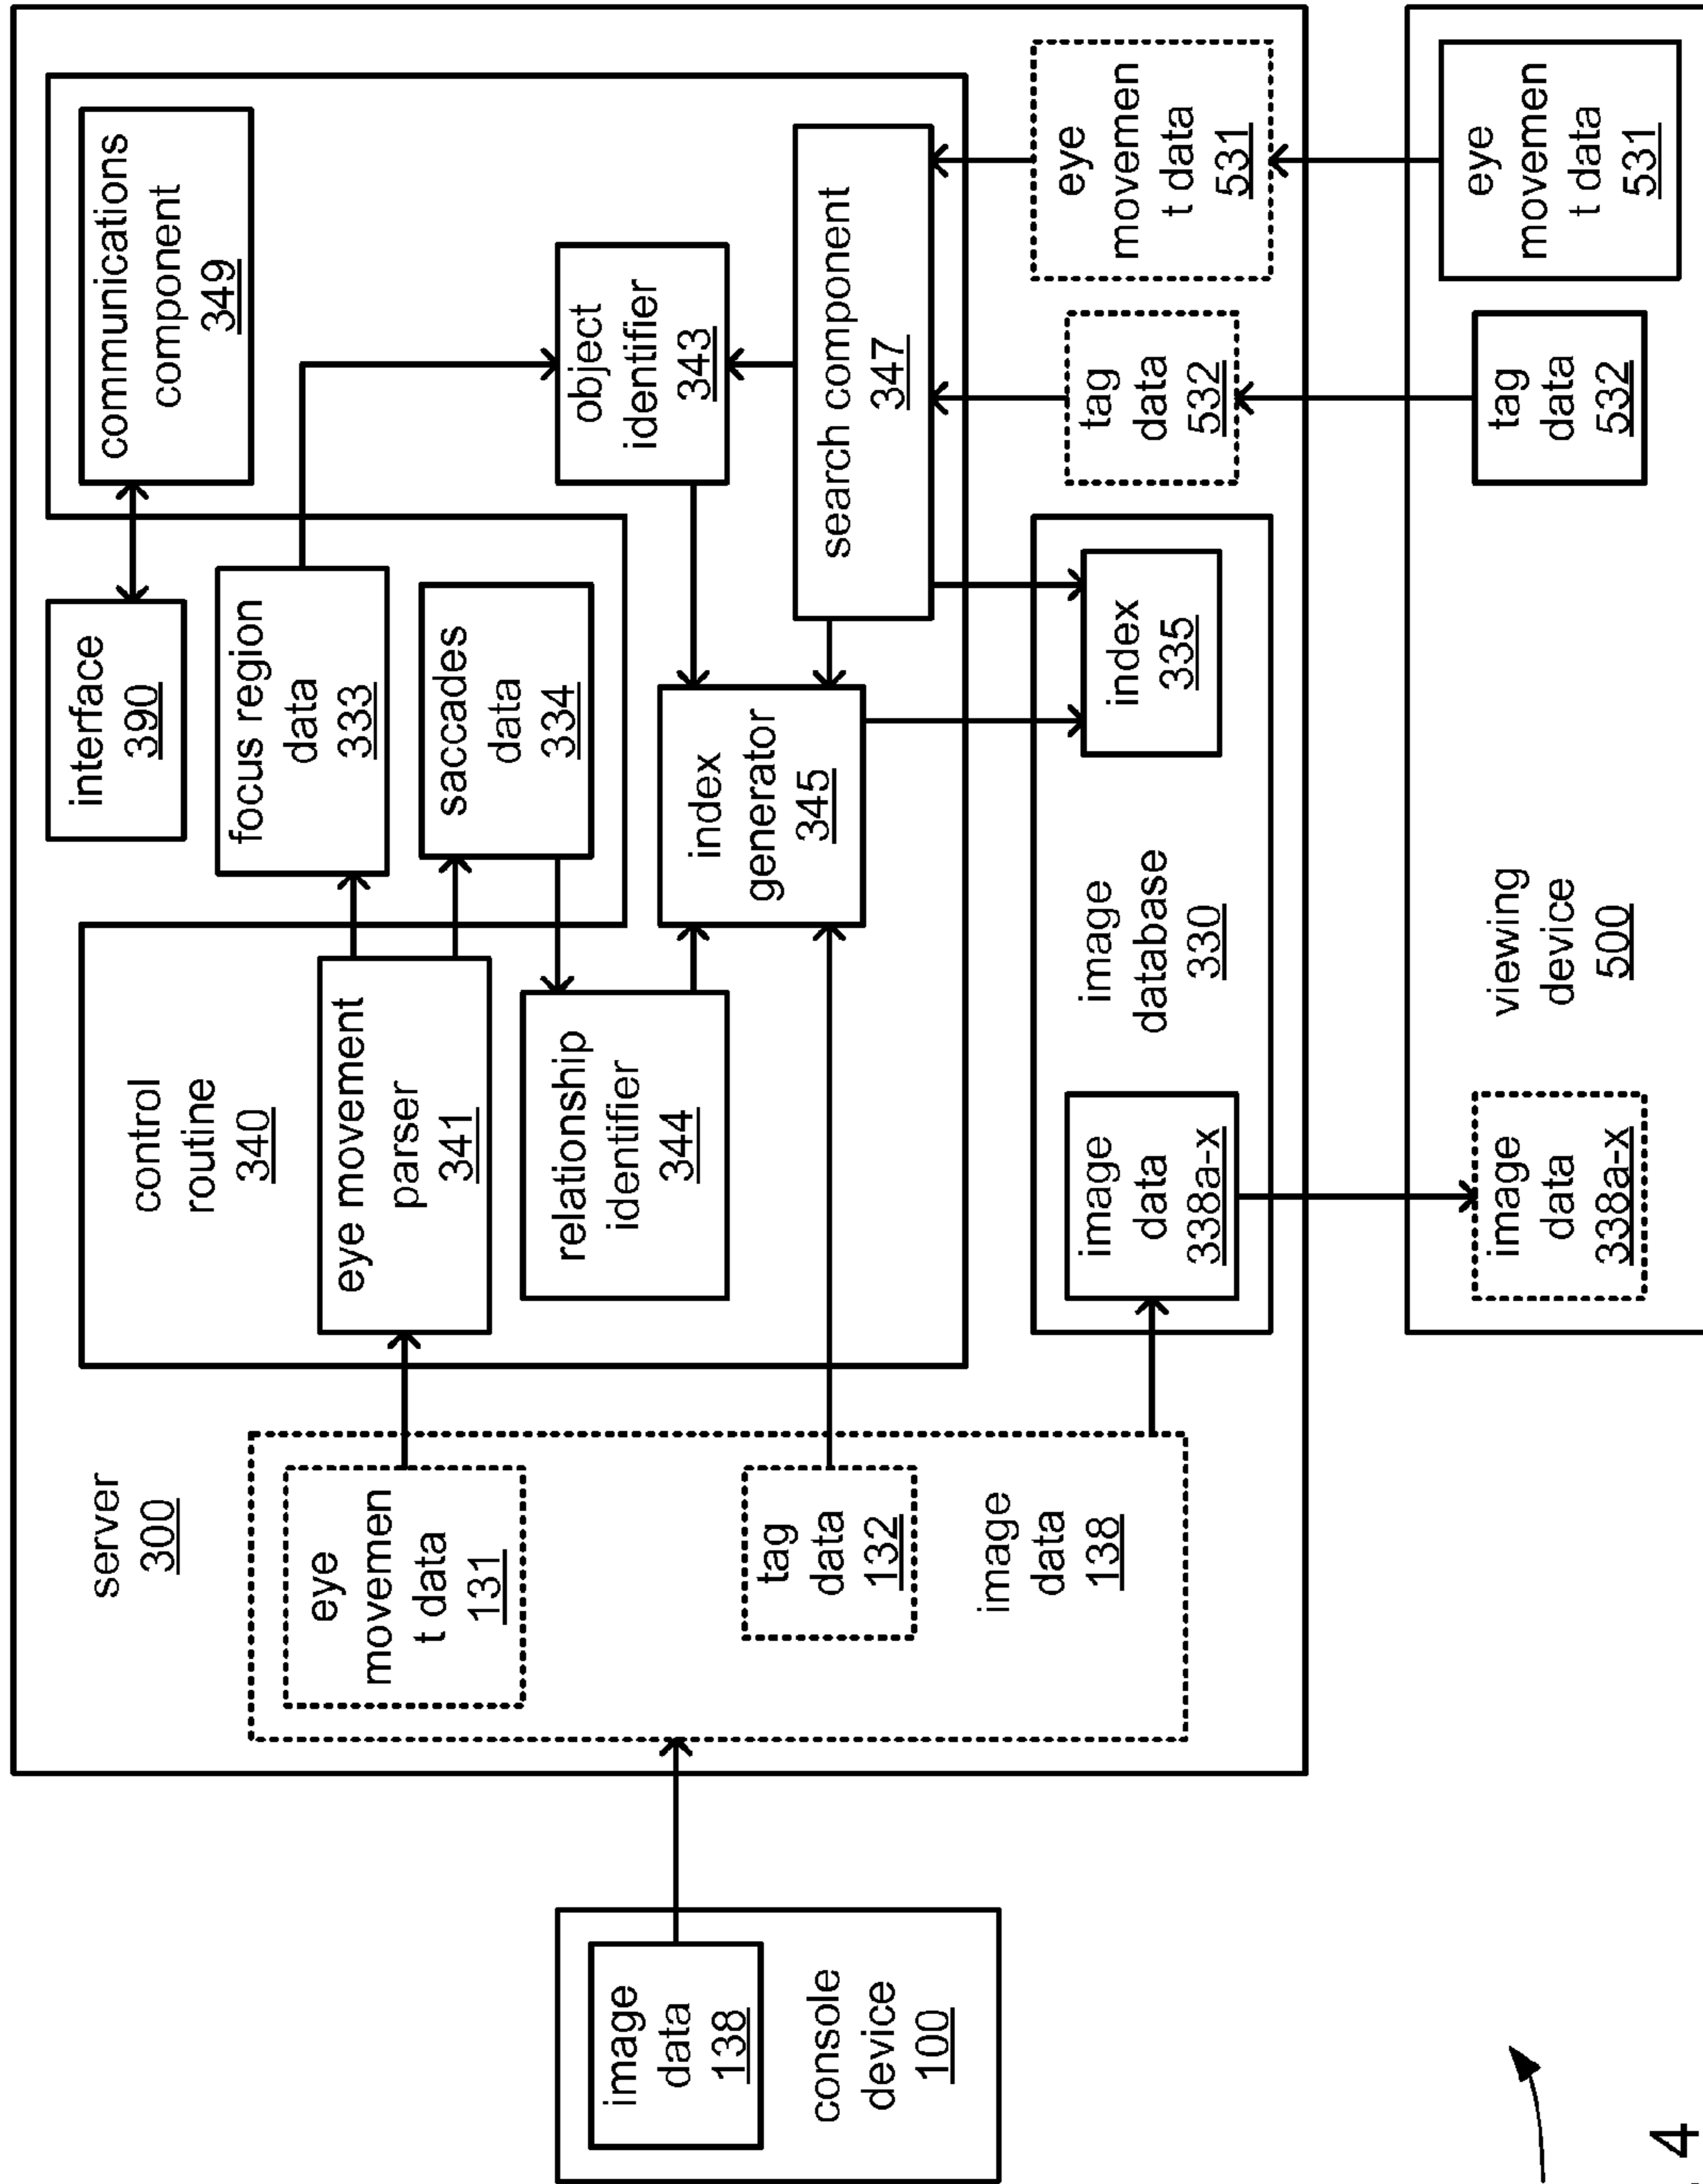 server
300
control
routine
340
interface
390
communications
component
349
eye
movemen
t data
131
eye movement
parser
341
focus region
data
333
saccades
data
334
object
identifier
343
relationship
identifier
344
index
generator
345
search component
347
tag
data
132
image
data
138
image
data
138
console
device
100
image
data
338a-x
image
database
330
index
335
tag
data
532
eye
movemen
t data
531
image
data
338a-x
viewing
device
500
tag
data
532
eye
movemen
t data
531
4